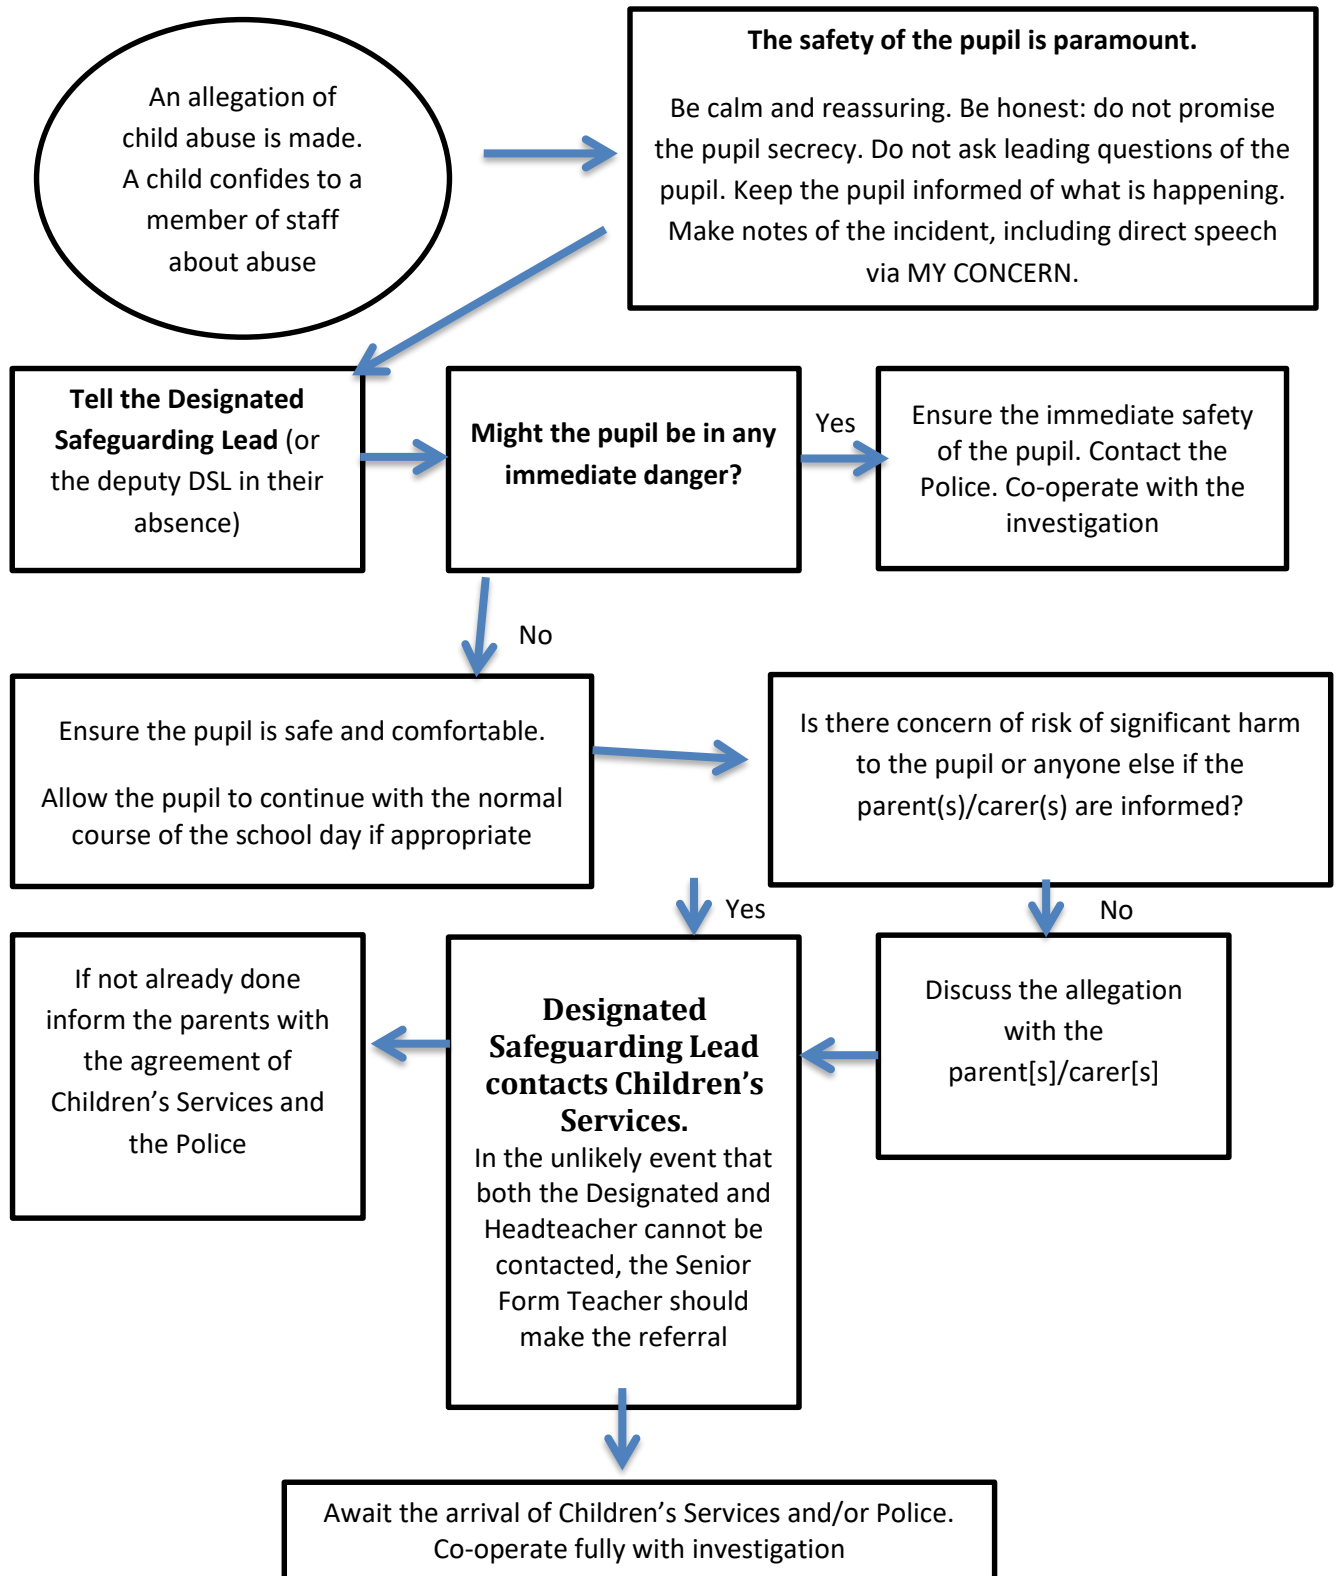 An allegation of
child abuse is made.
A child confides to a
member of staff
about abuse
The safety of the pupil is paramount.
Be calm and reassuring. Be honest: do not promise
the pupil secrecy. Do not ask leading questions of the
pupil. Keep the pupil informed of what is happening.
Make notes of the incident, including direct speech
via MY CONCERN.
Tell the Designated
Safeguarding Lead (or
the deputy DSL in their
absence)
Might the pupil be in any
immediate danger?
Yes
Ensure the immediate safety
of the pupil. Contact the
Police. Co-operate with the
investigation
No
Ensure the pupil is safe and comfortable.
Allow the pupil to continue with the normal
course of the school day if appropriate
Is there concern of risk of significant harm
to the pupil or anyone else if the
parent(s)/carer(s) are informed?
Yes
No
If not already done
inform the parents with
the agreement of
Children’s Services and
the Police
Designated
Safeguarding Lead
contacts Children’s
Services.
In the unlikely event that
both the Designated and
Headteacher cannot be
contacted, the Senior
Form Teacher should
make the referral
Discuss the allegation
with the
parent[s]/carer[s]
Await the arrival of Children’s Services and/or Police.
Co-operate fully with investigation